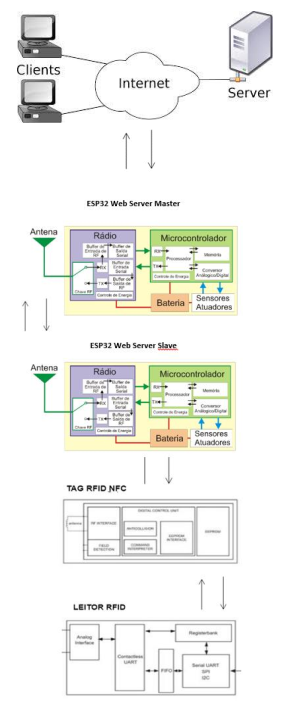 Clients
Internet
Server
ESP32 Web Server Master
Antena
Rádio
Microcontrolador
Buffer de Entrada de RF
Buffer de Saída Serial
RX
Buffer de Entrada Serial
TX
Buffer de Saída de RF
Chave RF
Controle de Energia
RX
TX
Processador
Memória
Conversor Analógico/Digital
Controle de Energia
Bateria
Sensores
Atuadores
ESP32 Web Server Slave
Antena
Rádio
Microcontrolador
Buffer de Entrada de RF
Buffer de Saída Serial
RX
Buffer de Entrada Serial
TX
Buffer de Saída de RF
Chave RF
Controle de Energia
RX
TX
Processador
Memória
Conversor Analógico/Digital
Controle de Energia
Bateria
Sensores
Atuadores
TAG RFID NFC
antenna
RF INTERFACE
DIGITAL CONTROL UNIT
ANTICOLLISION
EEPROM INTERFACE
EEPROM
FIELD DETECTION
COMMAND INTERPRETER
LEITOR RFID
Analog Interface
Contactless UART
FIFO
Registerbank
Serial UART
SPI
I2C